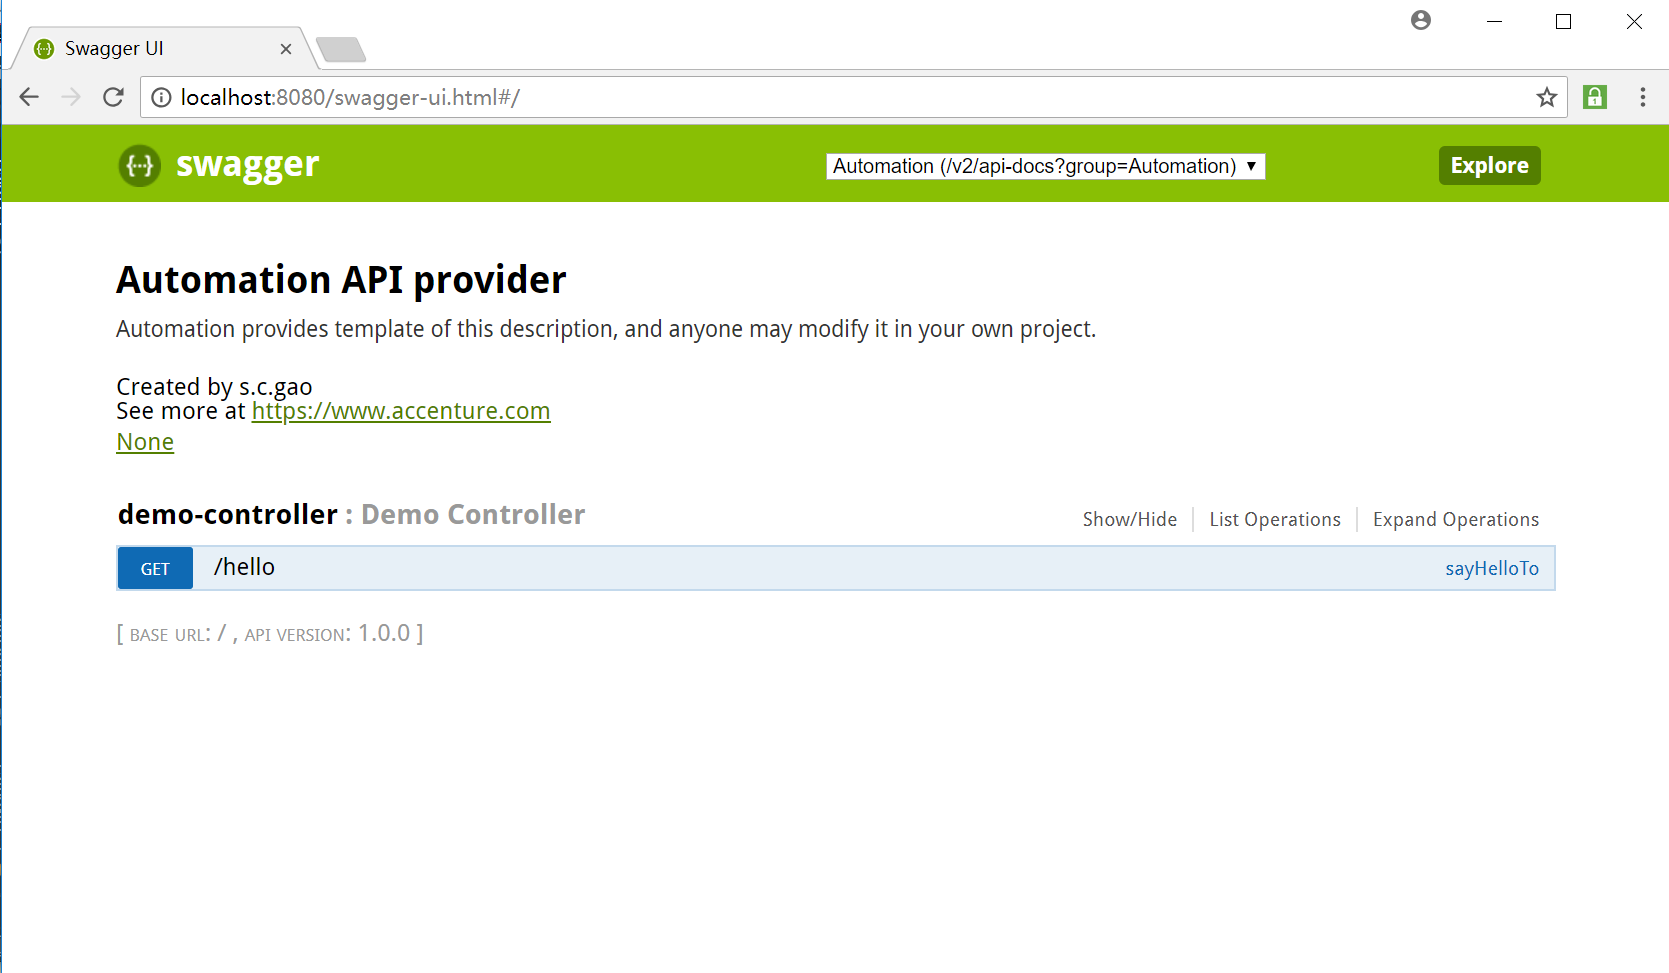 Swagger UI
localhost:8080/swagger-ui.html#/
{···} swagger
Automation (/v2/api-docs?group=Automation)
Explore
Automation API provider
Automation provides template of this description, and anyone may modify it in your own project.
Created by s.c.gao
See more at https://www.accenture.com
None
demo-controller : Demo Controller
Show/Hide
List Operations
Expand Operations
GET
/hello
sayHelloTo
[ BASE URL: / , API VERSION: 1.0.0 ]